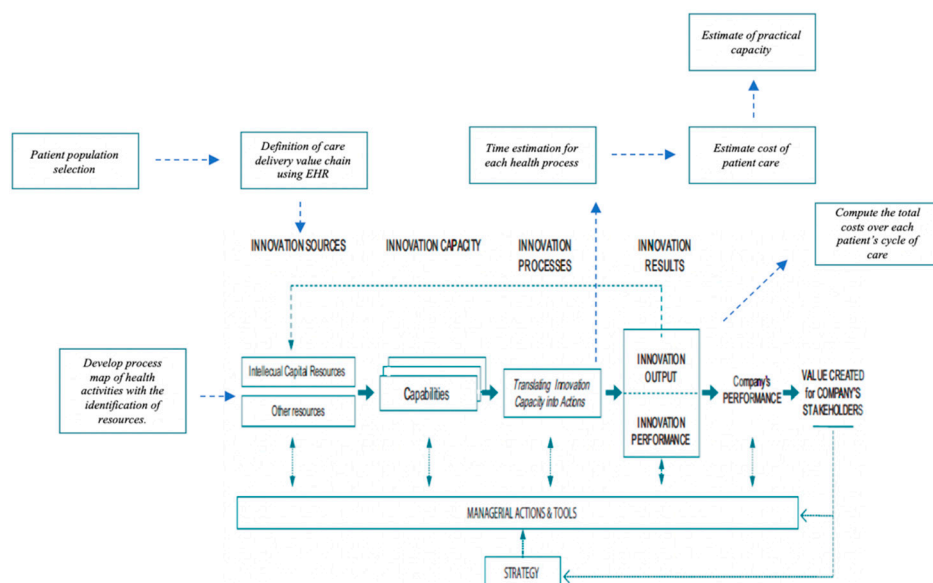 Estimate of practical
capacity
Patient population
selection
Definition of care
delivery value chain
using EHR
Time estimation for
each health process
Estimate cost of
patient care
Compute the total
costs over each
patient's cycle of
care
INNOVATION SOURCES
INNOVATION CAPACITY
INNOVATION
PROCESSES
INNOVATION
RESULTS
Develop process
map of health
activities with the
identification of
resources.
Intellecual Capital Resources
Other resources
Capabilities
Translating Innovation
Capacity into Actions
INNOVATION
OUTPUT
INNOVATION
PERFORMANCE
Company's
PERFORMANCE
VALUE CREATED
for COMPANY'S
STAKEHOLDERS
MANAGERIAL ACTIONS & TOOLS
STRATEGY